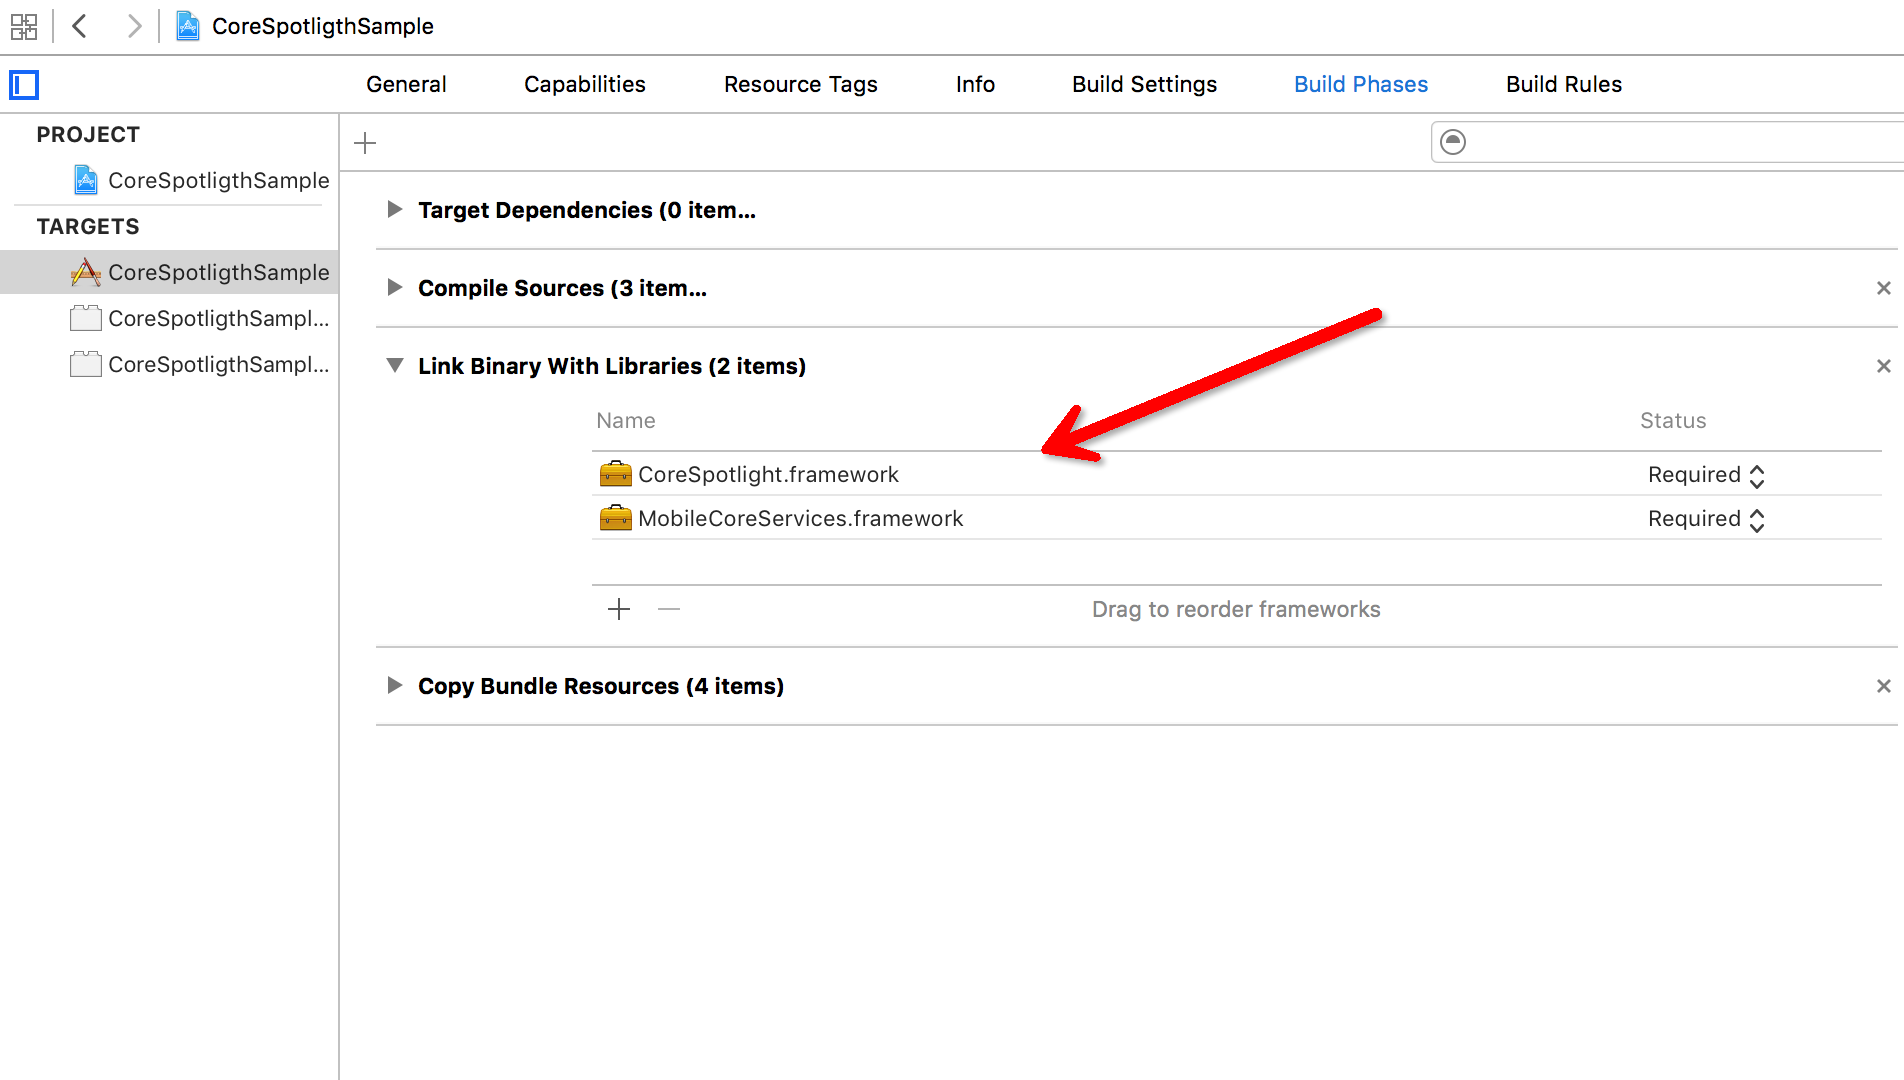 CoreSpotligthSample
General Capabilities Resource Tags Info Build Settings Build Phases Build Rules
PROJECT
CoreSpotligthSample
TARGETS
CoreSpotligthSample
CoreSpotligthSampl...
CoreSpotligthSampl...
Target Dependencies (0 item...
Compile Sources (3 item...
Link Binary With Libraries (2 items)
Name Status
CoreSpotlight.framework Required
MobileCoreServices.framework Required
Drag to reorder frameworks
Copy Bundle Resources (4 items)